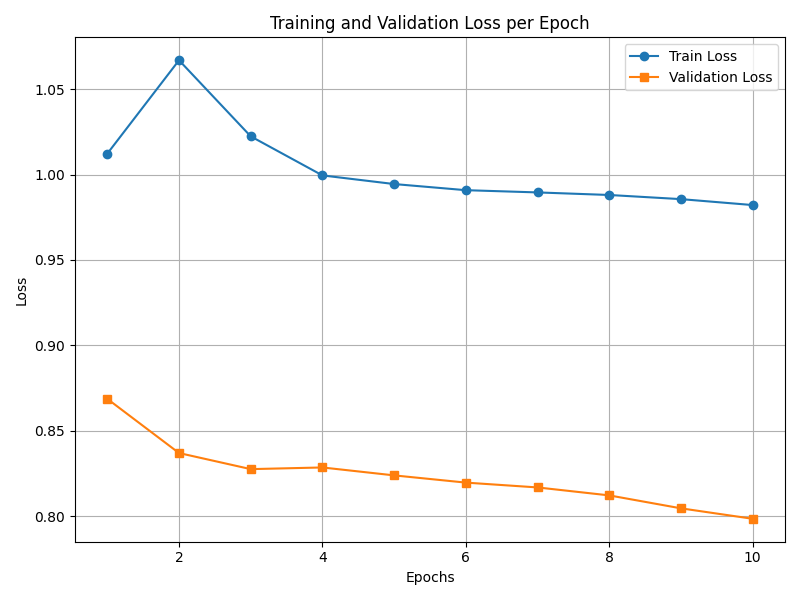 Training and Validation Loss per Epoch
Train Loss
Validation Loss
1.05
1.00
0.95
0.90
0.85
0.80
Loss
2 4 6 8 10
Epochs